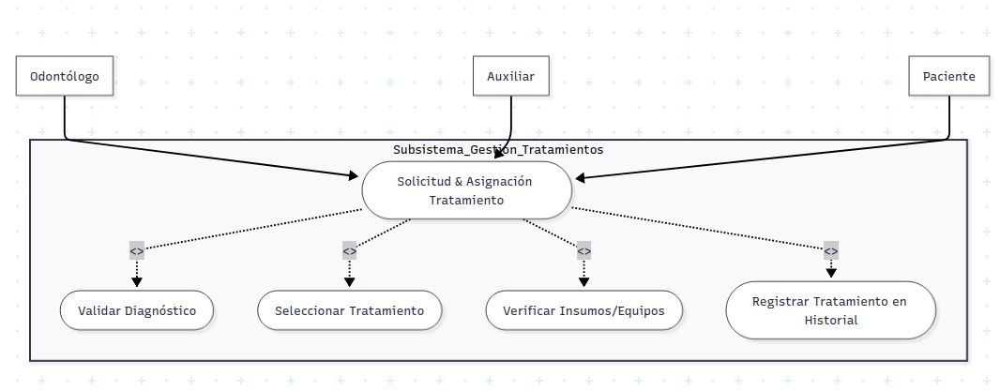 Odontólogo
Auxiliar
Paciente
Subsistema_Gestion_Tratamientos
Solicitud & Asignación
Tratamiento
<>
<>
<>
<>
Validar Diagnóstico
Seleccionar Tratamiento
Verificar Insumos/Equipos
Registrar Tratamiento en
Historial